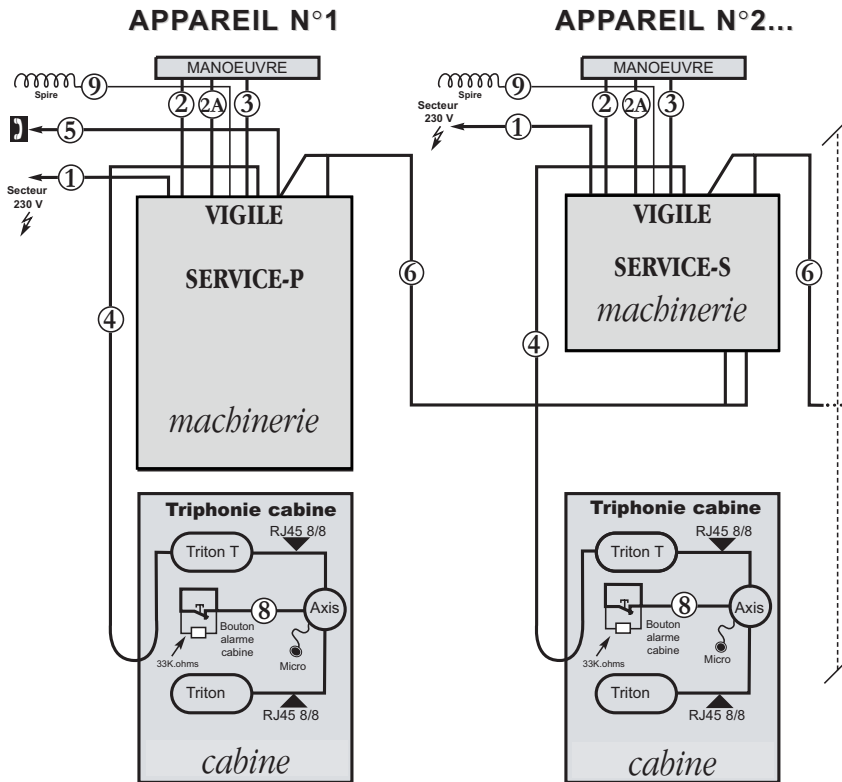 APPAREIL N°1
MANOEUVRE
9
Spire
2
2A
3
5
1
Secteur
230 V
VIGILE
SERVICE-P
machinerie
4
6
Triphonie cabine
RJ45 8/8
Triton T
T
8
Axis
Bouton
alarme
cabine
33K.ohms
Micro
Triton
RJ45 8/8
cabine
APPAREIL N°2...
MANOEUVRE
9
Spire
Secteur
230 V
2
2A
3
1
VIGILE
SERVICE-S
machinerie
6
4
Triphonie cabine
RJ45 8/8
Triton T
T
8
Axis
Bouton
alarme
cabine
33K.ohms
Micro
Triton
RJ45 8/8
cabine